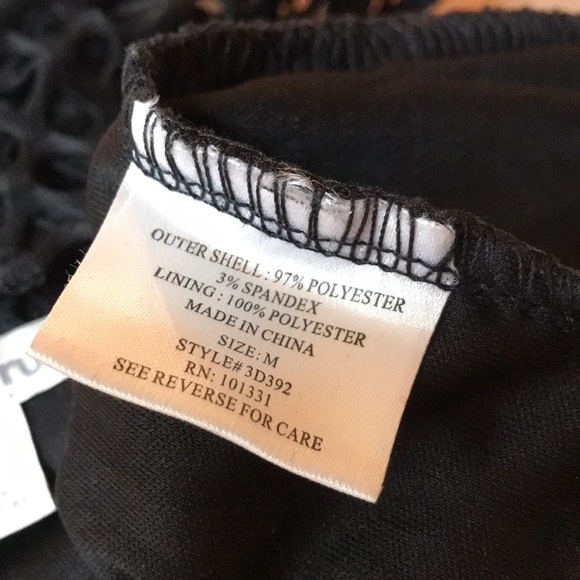 OUTER SHELL: 97% POLYESTER
3% SPANDEX
LINING: 100% POLYESTER
MADE IN CHINA
SIZE: M
STYLE# 3D392
RN: 101331
SEE REVERSE FOR CARE